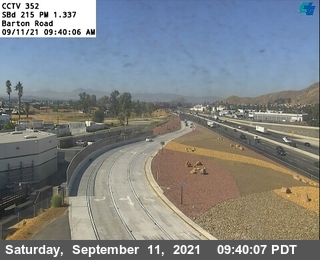 CCTV 352
SBd 215 PM 1.337
Barton Road
09/11/21 09:40:06 AM
Saturday, September 11, 2021 09:40:07 PDT